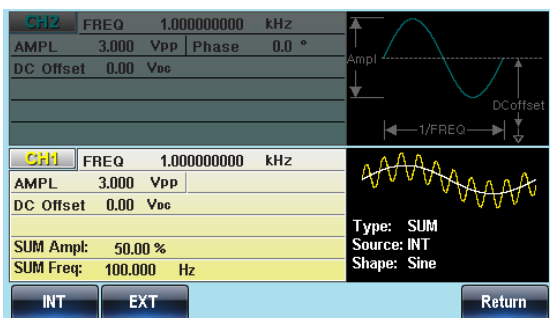 CH2 FREQ 1.000000000 kHz
AMPL 3.000 Vpp Phase 0.0 °
DC Offset 0.00 VDC
Ampl
DCoffset
1/FREQ
CH1 FREQ 1.000000000 kHz
AMPL 3.000 Vpp
DC Offset 0.00 VDC
SUM Ampl: 50.00 %
SUM Freq: 100.000 Hz
Type: SUM
Source: INT
Shape: Sine
INT EXT Return